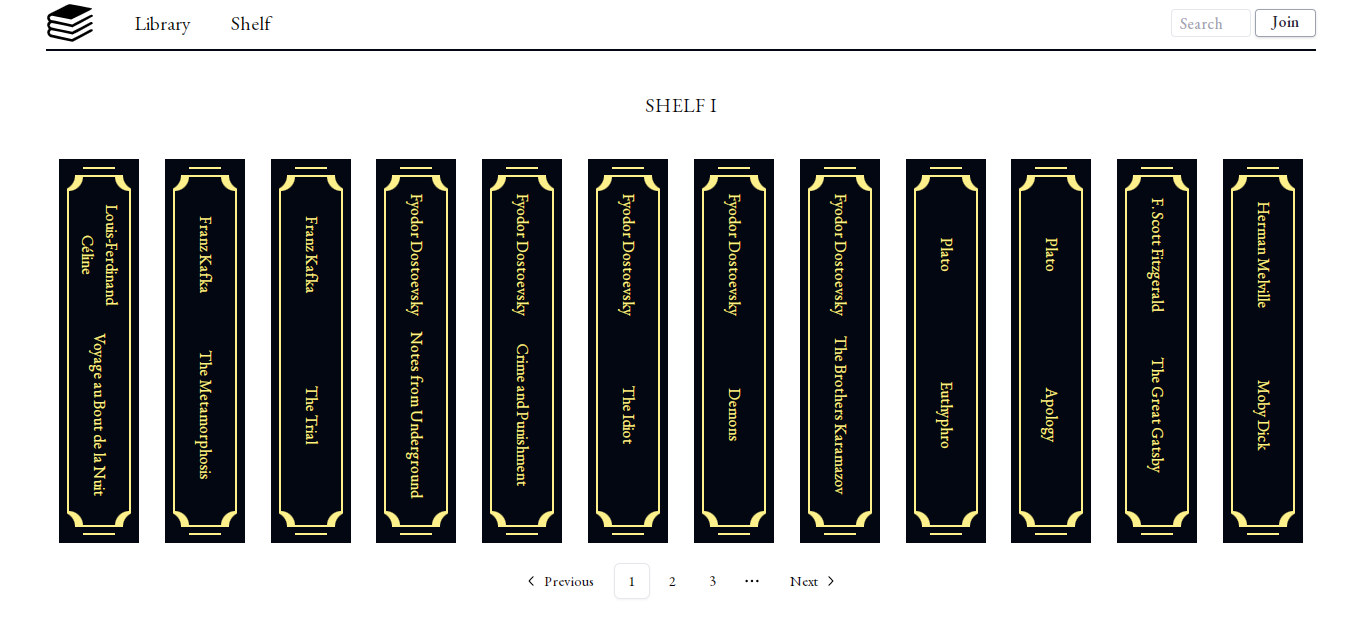 Library
Shelf
Search
Join
SHELF I
Louis-Ferdinand
Céline
Voyage au Bout de la Nuit
Franz Kafka
The Metamorphosis
Franz Kafka
The Trial
Fyodor Dostoevsky
Notes from Underground
Fyodor Dostoevsky
Crime and Punishment
Fyodor Dostoevsky
The Idiot
Fyodor Dostoevsky
Demons
Fyodor Dostoevsky
The Brothers Karamazov
Plato
Euthyphro
Plato
Apology
F. Scott Fitzgerald
The Great Gatsby
Herman Melville
Moby Dick
Previous
1
2
3
...
Next